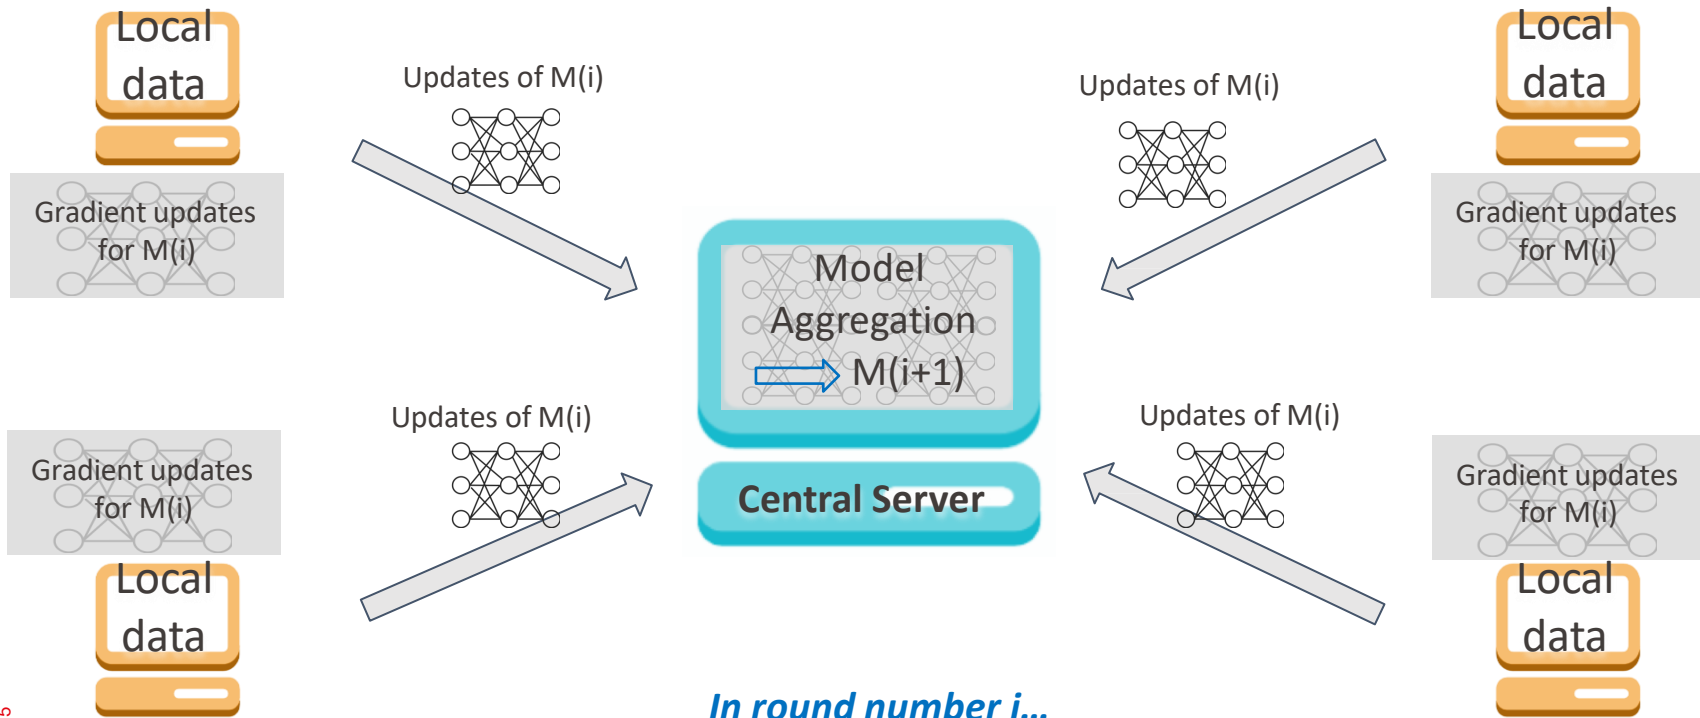 Local
data
Updates of M(i)
Gradient updates
for M(i)
Updates of M(i)
Local
data
Gradient updates
for M(i)
Model
Aggregation
M(i+1)
Central Server
Updates of M(i)
Gradient updates
for M(i)
Local
data
Updates of M(i)
Gradient updates
for M(i)
Local
data
In round number i...
5